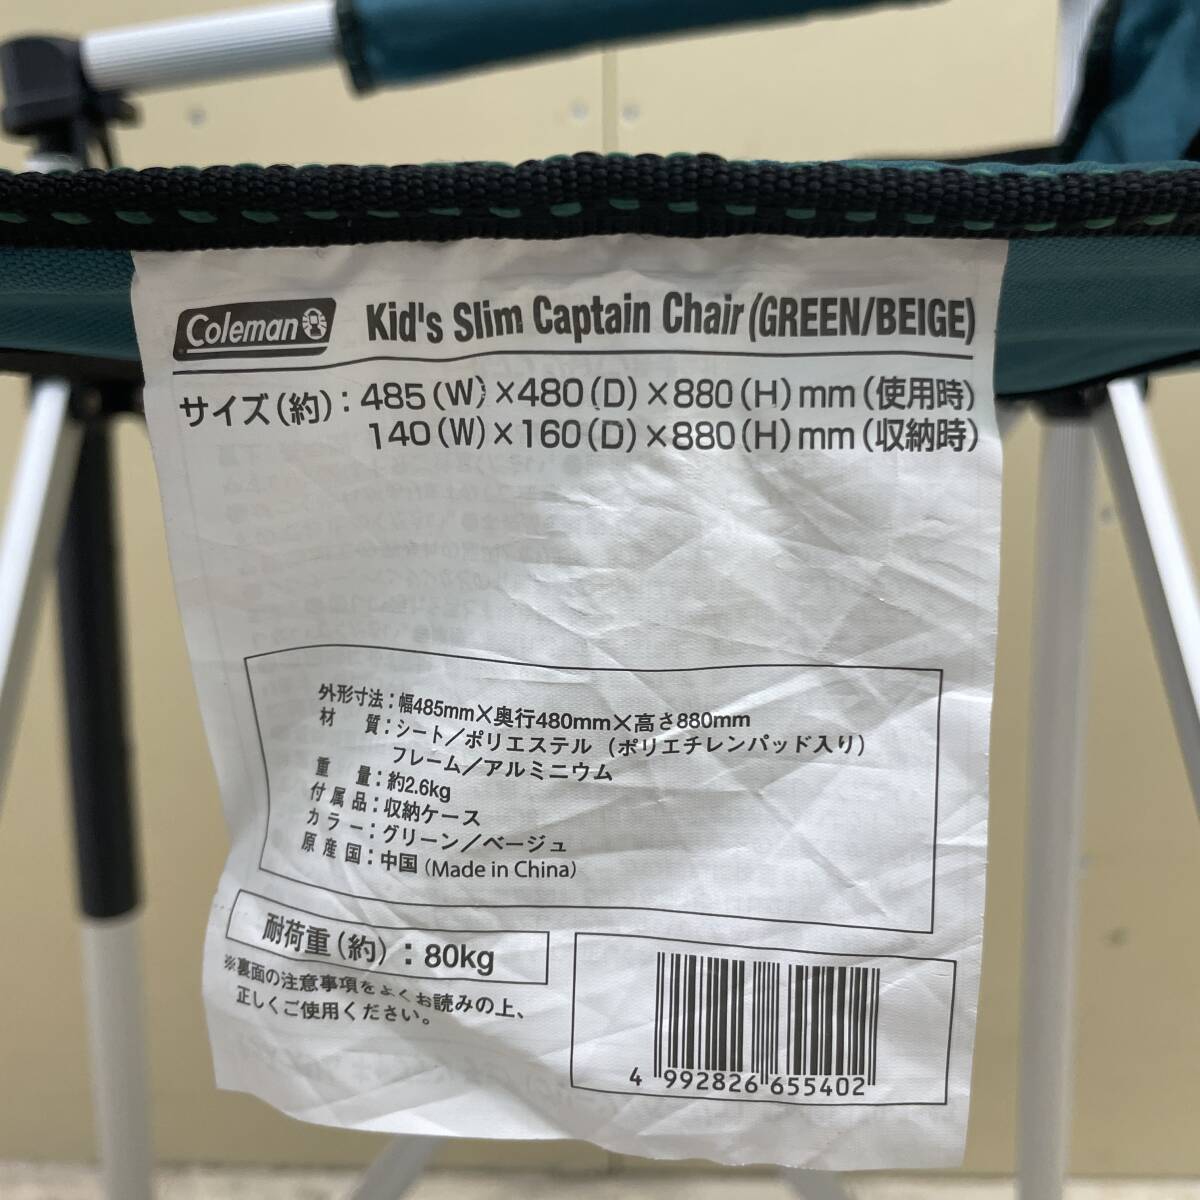 Coleman
Kid's Slim Captain Chair (GREEN/BEIGE)
サイズ(約)：485(W)×480(D)×880(H)mm(使用時)
140(W)×160(D)×880(H)mm(収納時)
外形寸法：幅485mm×奥行480mm×高さ880mm
材質：シート／ポリエステル（ポリエチレンパッド入り）
フレーム／アルミニウム
重量：約2.6kg
付属品：収納ケース
カラー：グリーン／ベージュ
原産国：中国（Made in China）
耐荷重(約)：80kg
※裏面の注意事項をよくお読みの上、
正しくご使用ください。
4 992826 655402